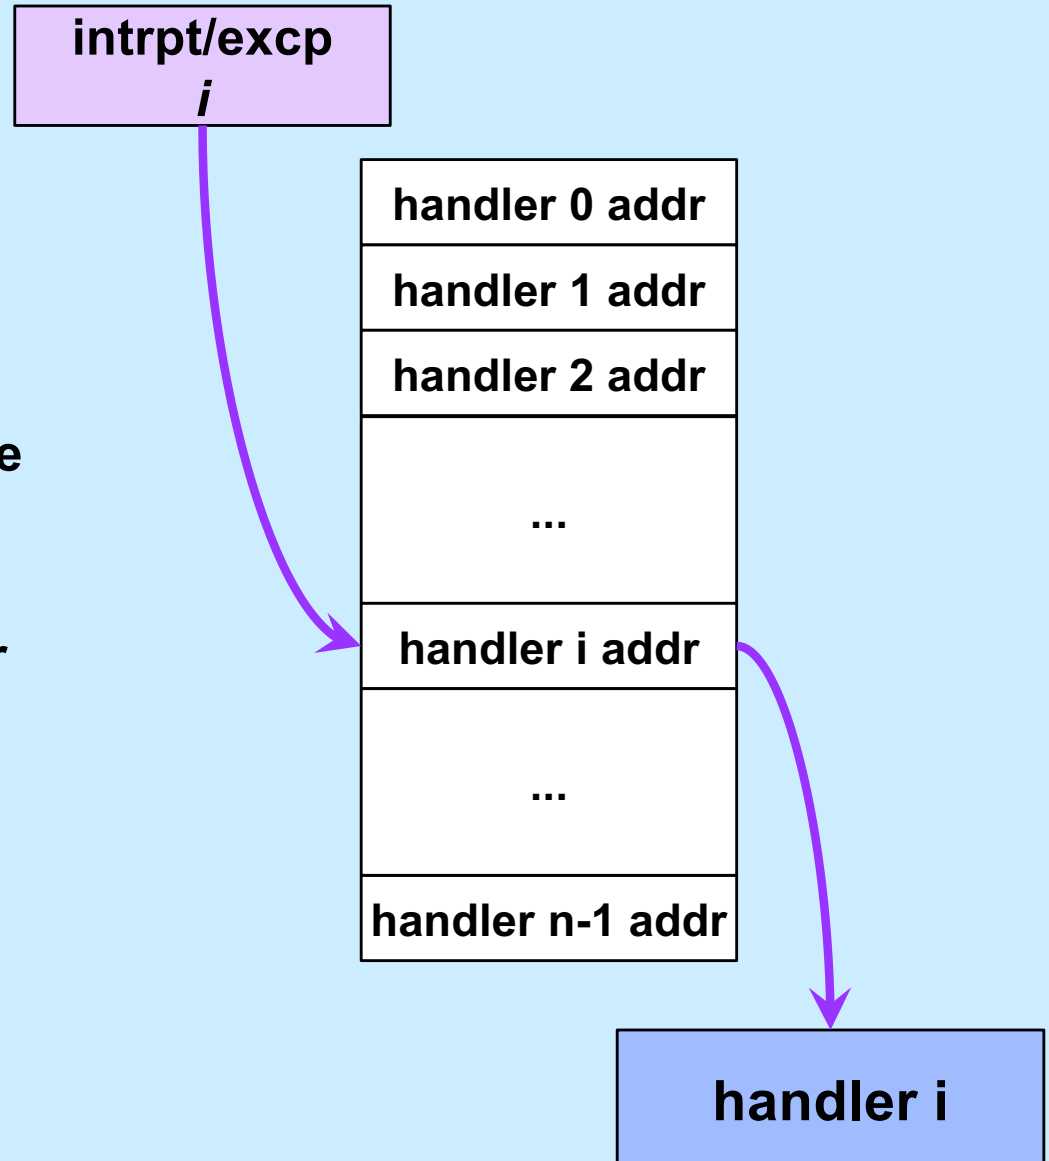 intrpt/excp
i
handler 0 addr
handler 1 addr
handler 2 addr
e
...
r
handler i addr
...
handler n-1 addr
handler i